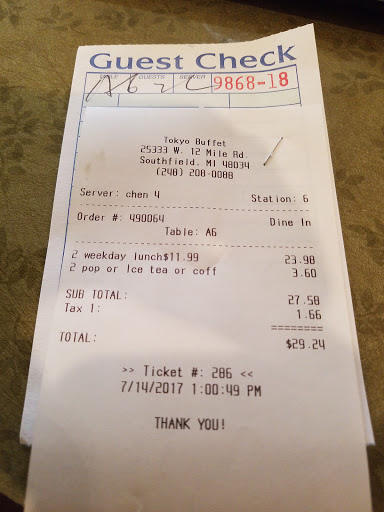 Guest Check
TABLE GUESTS SERVER
A6 2 C 9868-18
Tokyo Buffet
25333 W. 12 Mile Rd.
Southfield, MI 48034
(248) 208-0088
Server: chen 4 Station: 6
Order #: 490064 Dine In
Table: A6
2 weekday lunch$11.99 23.98
2 pop or Ice tea or coff 3.60
SUB TOTAL: 27.58
Tax 1: 1.66
========
TOTAL: $29.24
>> Ticket #: 286 <<
7/14/2017 1:00:49 PM
THANK YOU!